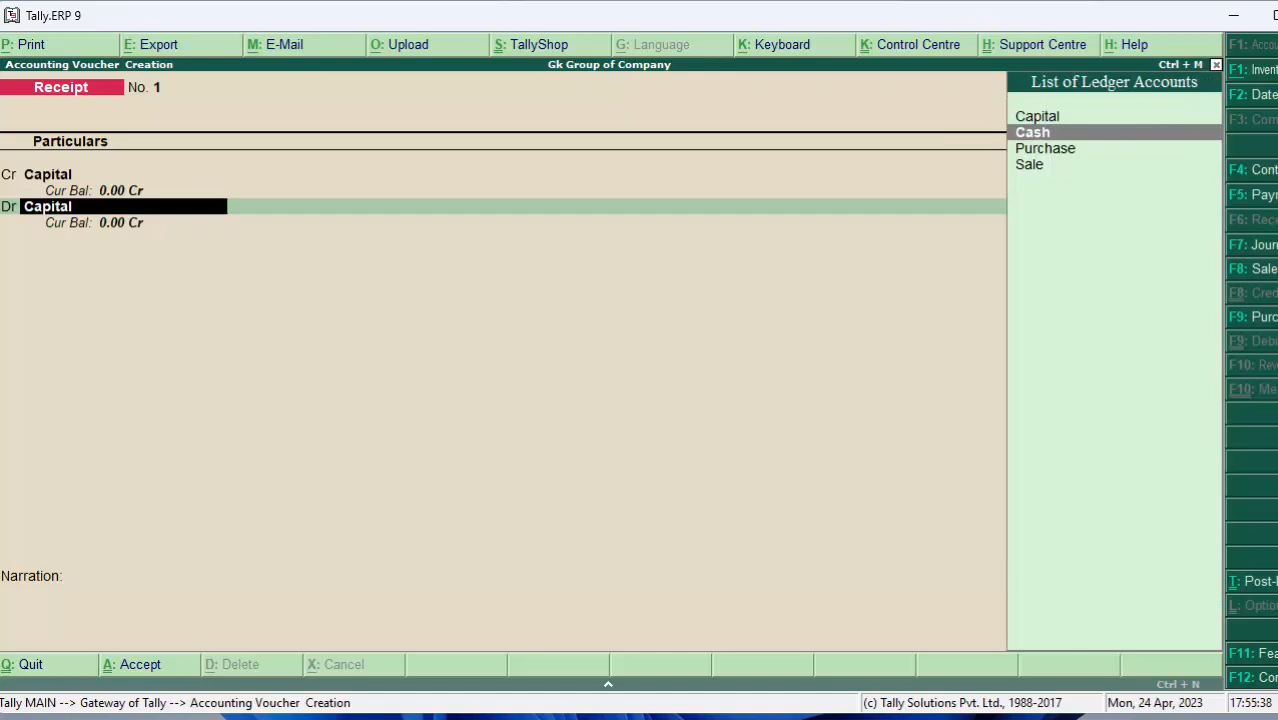 Tally.ERP 9
P: Print E: Export M: E-Mail O: Upload S: TallyShop G: Language K: Keyboard K: Control Centre H: Support Centre H: Help
Accounting Voucher Creation Gk Group of Company Ctrl + M
Receipt No. 1
Particulars
Cr Capital
Cur Bal: 0.00 Cr
Dr Capital
Cur Bal: 0.00 Cr
Narration:
List of Ledger Accounts
Capital
Cash
Purchase
Sale
F1: Accou
F1: Invent
F2: Date
F3: Com
F4: Cont
F5: Payn
F6: Rece
F7: Jour
F8: Sale
F8: Cred
F9: Purc
F9: Debi
F10: Rev
F10: Me
T: Post-
L: Optio
F11: Fea
F12: Con
Q: Quit A: Accept D: Delete X: Cancel
Ctrl + N
Tally MAIN --> Gateway of Tally --> Accounting Voucher Creation (c) Tally Solutions Pvt. Ltd., 1988-2017 Mon, 24 Apr, 2023 17:55:38